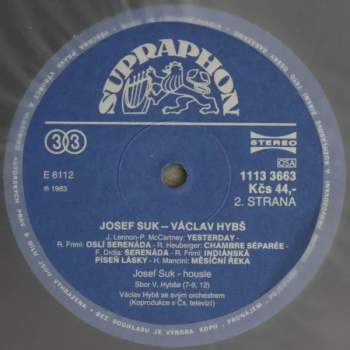 SUPRAPHON
33
STEREO
OSA
E 6112
1113 3663
℗ 1983
Kčs 44,-
2. STRANA
JOSEF SUK – VÁCLAV HYBŠ
J. Lennon-P. McCartney: YESTERDAY -
R. Friml: OSLÍ SERENÁDA - R. Heuberger: CHAMBRE SÉPARÉE -
F. Drdla: SERENÁDA - R. Friml: INDIÁNSKÁ
PÍSEŇ LÁSKY - H. Mancini: MĚSÍČNÍ ŘEKA
Josef Suk - housle
Sbor V. Hybše (7-9, 12)
Václav Hybš se svým orchestrem
(Koprodukce s Čs. televizí)